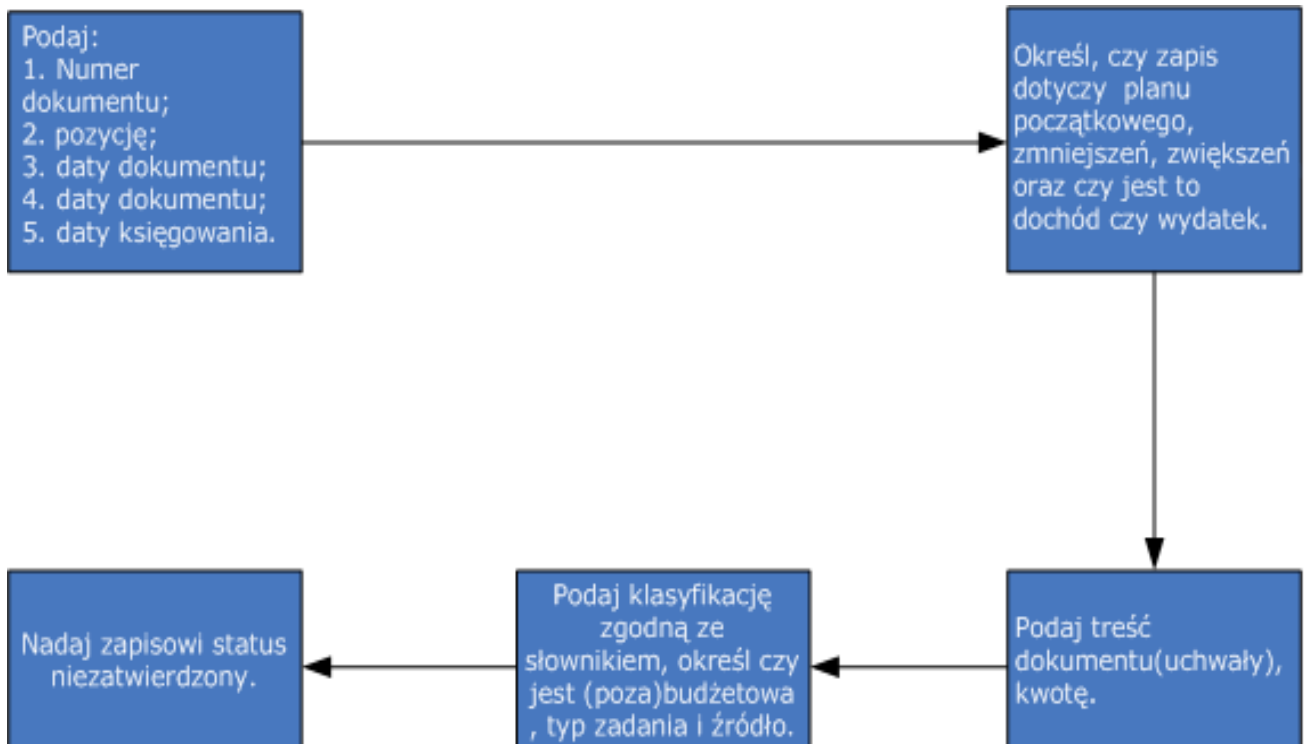 Podaj:
1. Numer
dokumentu;
2. pozycję;
3. daty dokumentu;
4. daty dokumentu;
5. daty księgowania.
Określ, czy zapis
dotyczy planu
początkowego,
zmniejszeń, zwiększeń
oraz czy jest to
dochód czy wydatek.
Podaj treść
dokumentu(uchwały),
kwotę.
Podaj klasyfikację
zgodną ze
słownikiem, określ czy
jest (poza)budżetowa
, typ zadania i źródło.
Nadaj zapisowi status
niezatwierdzony.